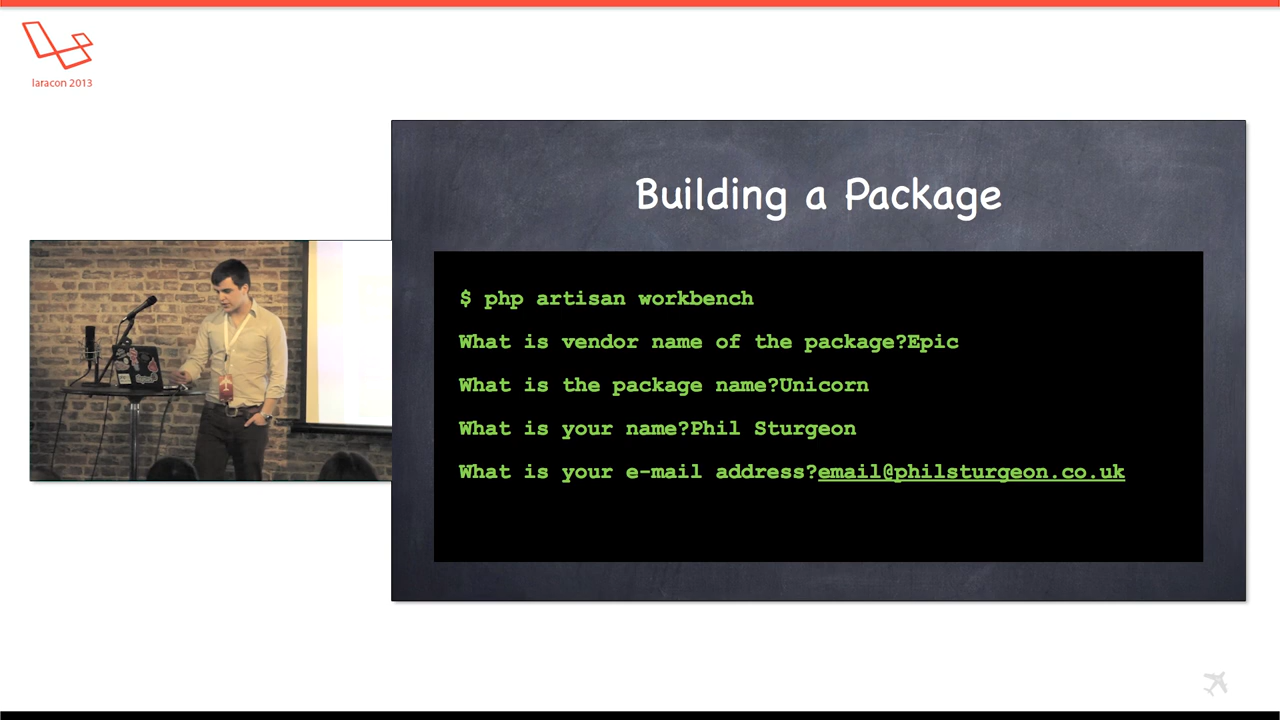 laracon 2013
Building a Package
$ php artisan workbench
What is vendor name of the package?Epic
What is the package name?Unicorn
What is your name?Phil Sturgeon
What is your e-mail address?email@philsturgeon.co.uk